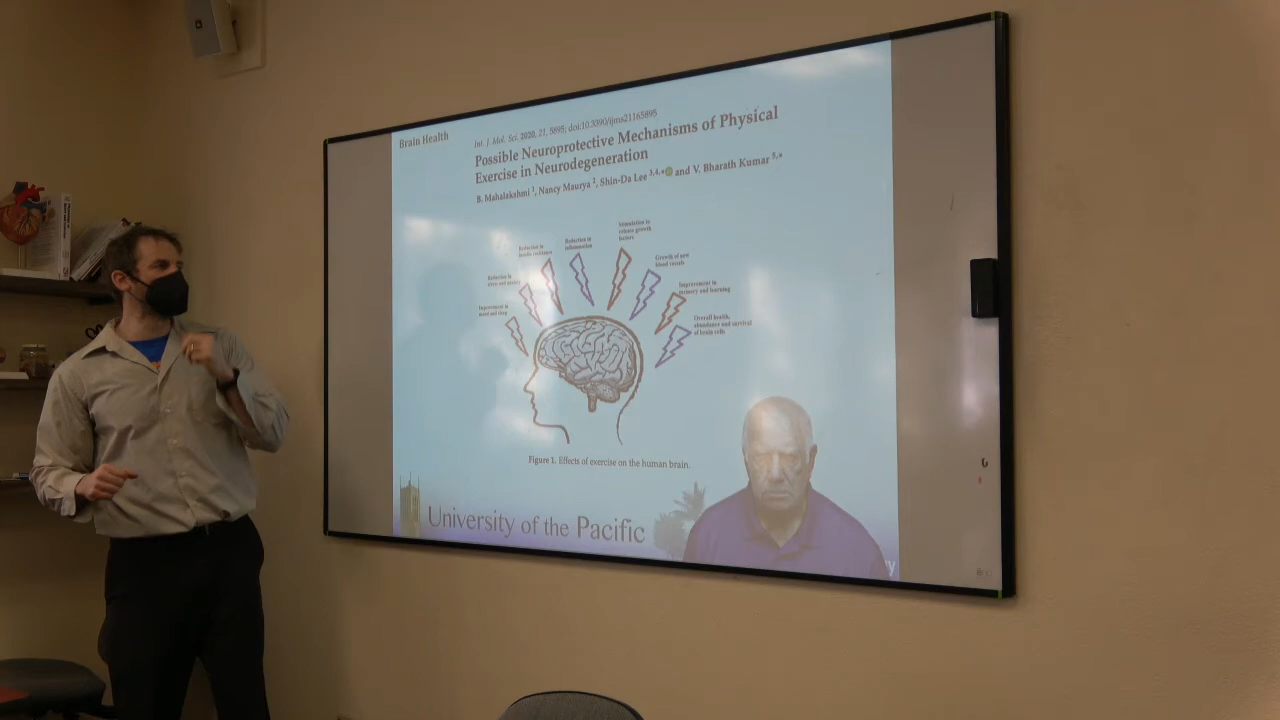 Brain Health
Int. J. Mol. Sci. 2020, 21, 5895; doi:10.3390/ijms21165895
Possible Neuroprotective Mechanisms of Physical
Exercise in Neurodegeneration
B. Mahalakshmi 1, Nancy Maurya 2, Shin-Da Lee 3,4,* and V. Bharath Kumar 5,*
Stimulation to
release growth
factors
Reduction in
inflammation
Reduction in
insulin resistance
Growth of new
blood vessels
Reduction in
stress and anxiety
Improvement in
memory and learning
Improvement in
mood and sleep
Overall health,
abundance and survival
of brain cells
Figure 1. Effects of exercise on the human brain.
University of the Pacific